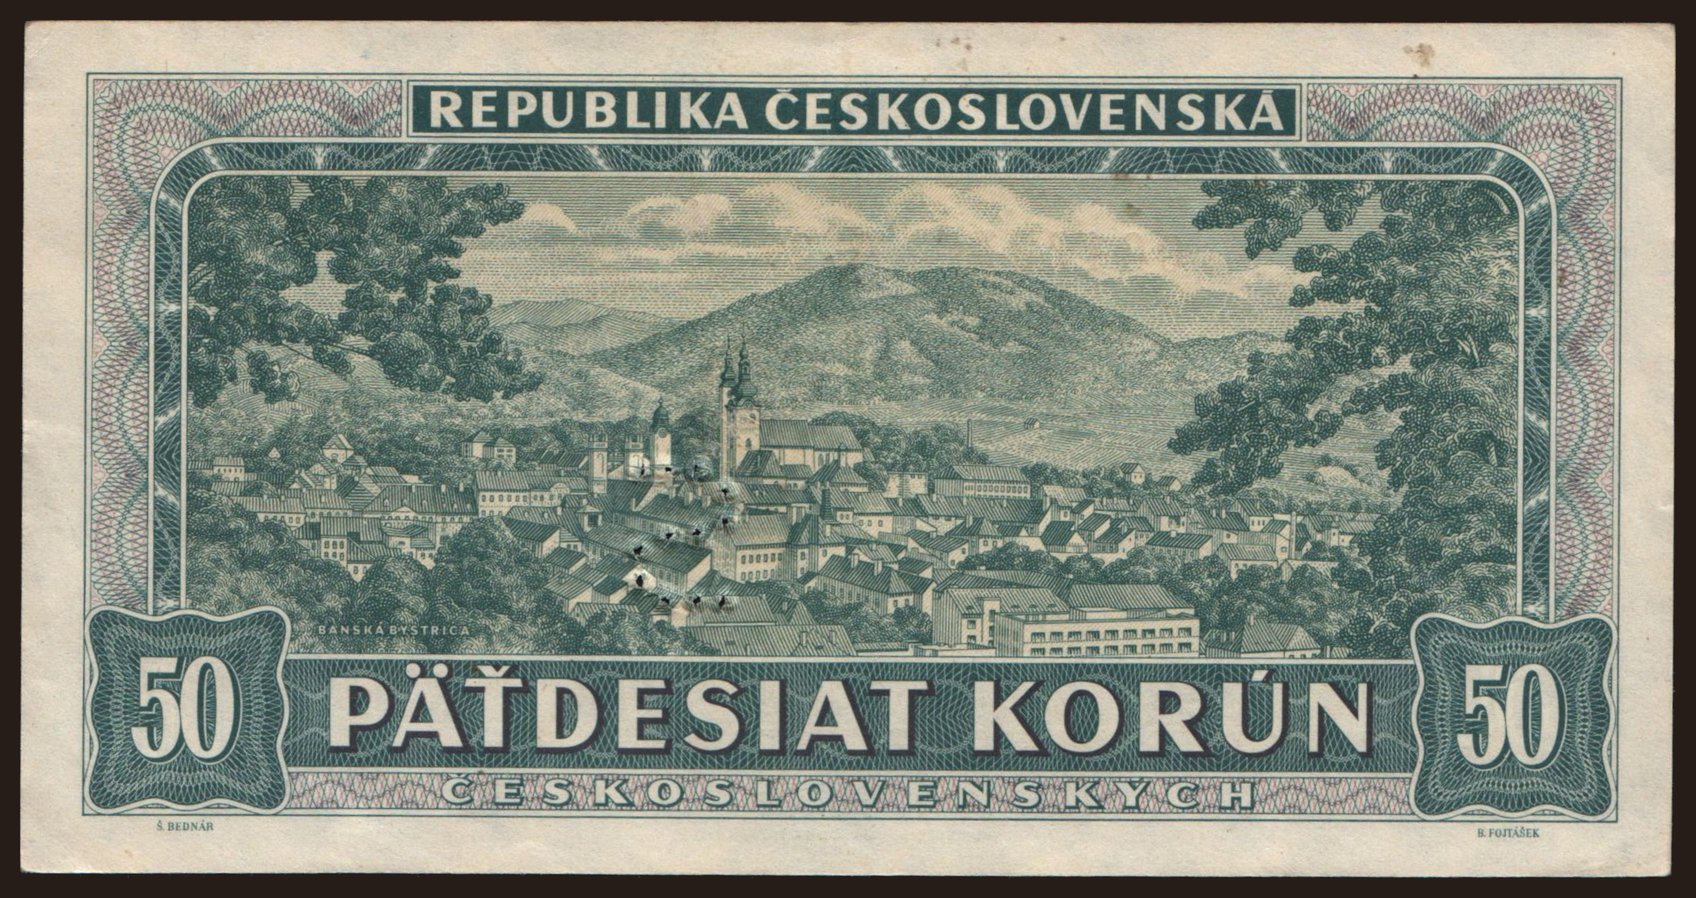 REPUBLIKA ČESKOSLOVENSKÁ
BANSKÁ BYSTRICA
50 PÄŤDESIAT KORÚN 50
ČESKOSLOVENSKÝCH
Š. BEDNÁR
B. FOJTÁŠEK